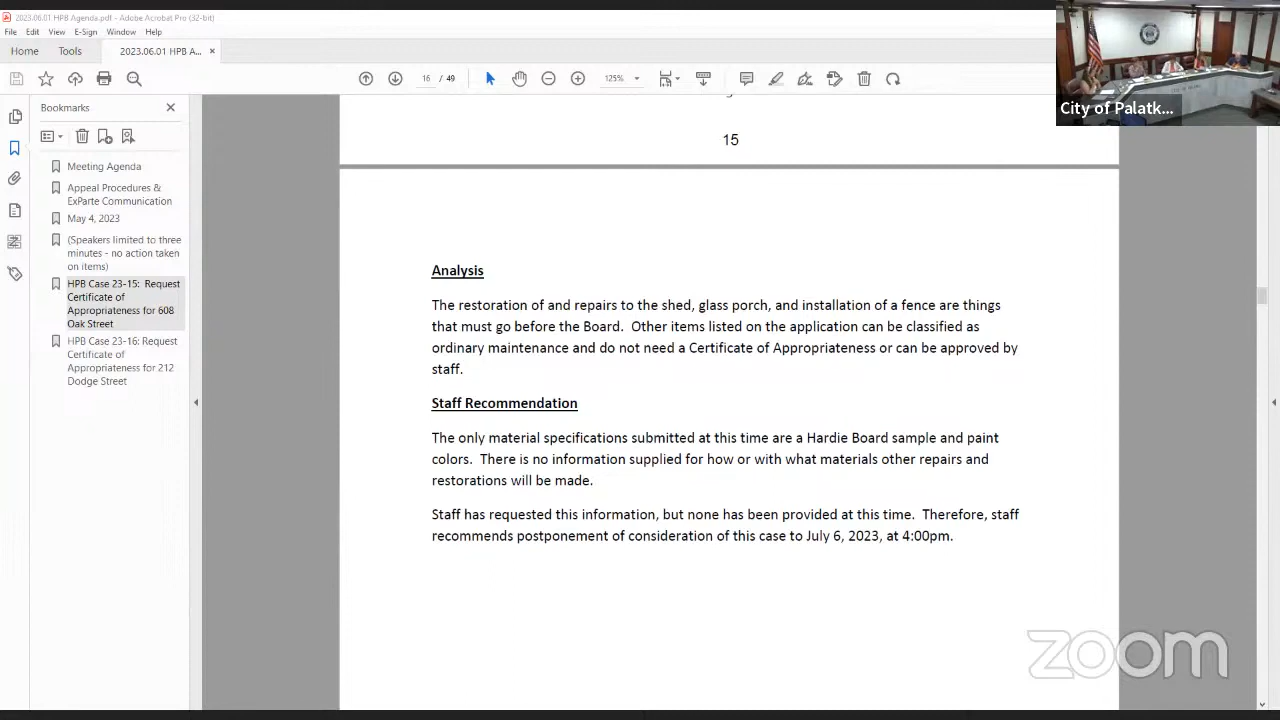 2023.06.01 HPB Agenda.pdf - Adobe Acrobat Pro (32-bit)
File Edit View E-Sign Window Help
Home Tools 2023.06.01 HPB A... ×
16 / 49 125%
City of Palatk...
Bookmarks
Meeting Agenda
Appeal Procedures &
ExParte Communication
May 4, 2023
(Speakers limited to three
minutes - no action taken
on items)
HPB Case 23-15: Request
Certificate of
Appropriateness for 608
Oak Street
HPB Case 23-16: Request
Certificate of
Appropriateness for 212
Dodge Street
15
Analysis
The restoration of and repairs to the shed, glass porch, and installation of a fence are things
that must go before the Board. Other items listed on the application can be classified as
ordinary maintenance and do not need a Certificate of Appropriateness or can be approved by
staff.
Staff Recommendation
The only material specifications submitted at this time are a Hardie Board sample and paint
colors. There is no information supplied for how or with what materials other repairs and
restorations will be made.
Staff has requested this information, but none has been provided at this time. Therefore, staff
recommends postponement of consideration of this case to July 6, 2023, at 4:00pm.
zoom